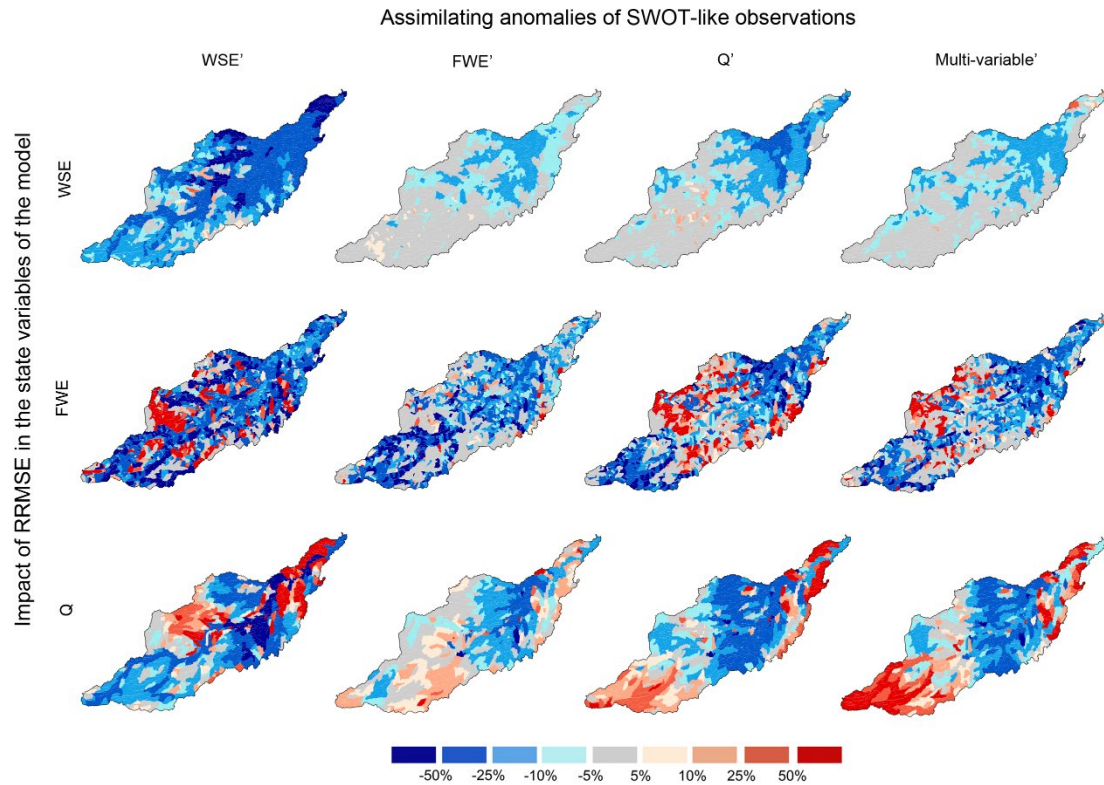 Assimilating anomalies of SWOT-like observations
WSE' FWE' Q' Multi-variable'
Impact of RRMSE in the state variables of the model
WSE
FWE
Q
-50% -25% -10% -5% 5% 10% 25% 50%